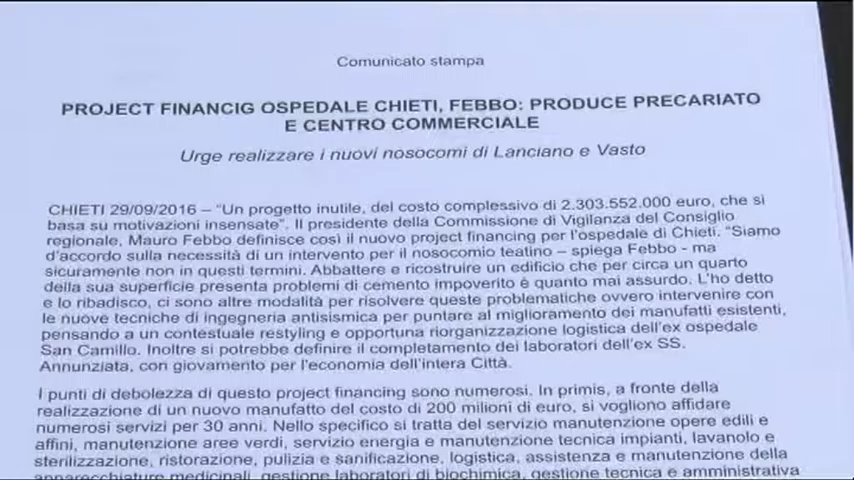 Comunicato stampa
PROJECT FINANCIG OSPEDALE CHIETI, FEBBO: PRODUCE PRECARIATO
E CENTRO COMMERCIALE
Urge realizzare i nuovi nosocomi di Lanciano e Vasto
CHIETI 29/09/2016 – “Un progetto inutile, del costo complessivo di 2.303.552.000 euro, che si
basa su motivazioni insensate”. Il presidente della Commissione di Vigilanza del Consiglio
regionale, Mauro Febbo definisce così il nuovo project financing per l'ospedale di Chieti. “Siamo
d'accordo sulla necessità di un intervento per il nosocomio teatino – spiega Febbo - ma
sicuramente non in questi termini. Abbattere e ricostruire un edificio che per circa un quarto
della sua superficie presenta problemi di cemento impoverito è quanto mai assurdo. L'ho detto
e lo ribadisco, ci sono altre modalità per risolvere queste problematiche ovvero intervenire con
le nuove tecniche di ingegneria antisismica per puntare al miglioramento dei manufatti esistenti,
pensando a un contestuale restyling e opportuna riorganizzazione logistica dell'ex ospedale
San Camillo. Inoltre si potrebbe definire il completamento dei laboratori dell'ex SS.
Annunziata, con giovamento per l'economia dell'intera Città.
I punti di debolezza di questo project financing sono numerosi. In primis, a fronte della
realizzazione di un nuovo manufatto del costo di 200 milioni di euro, si vogliono affidare
numerosi servizi per 30 anni. Nello specifico si tratta del servizio manutenzione opere edili e
affini, manutenzione aree verdi, servizio energia e manutenzione tecnica impianti, lavanolo e
sterilizzazione, ristorazione, pulizia e sanificazione, logistica, assistenza e manutenzione della
apparecchiature medicinali, gestione laboratori di biochimica, gestione tecnica e amministrativa